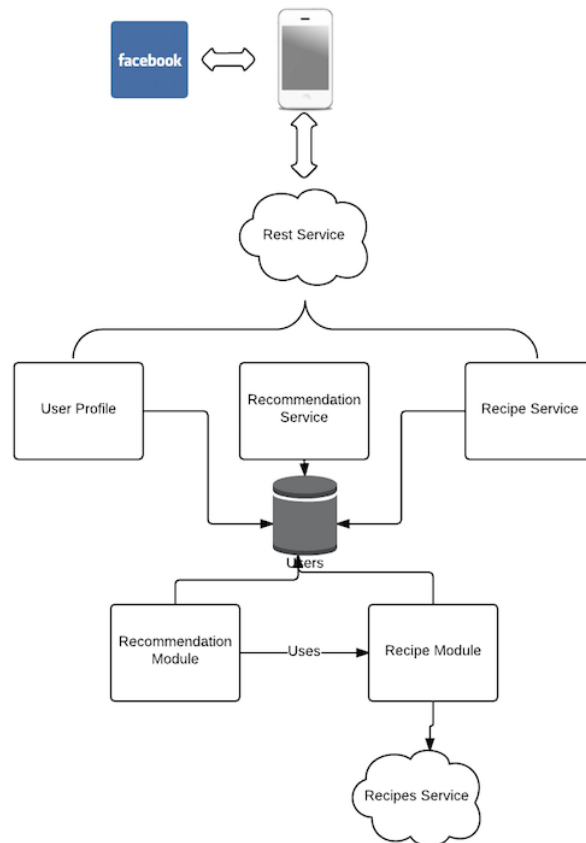 facebook
Rest Service
User Profile
Recommendation
Service
Recipe Service
Users
Recommendation
Module
Uses
Recipe Module
Recipes Service